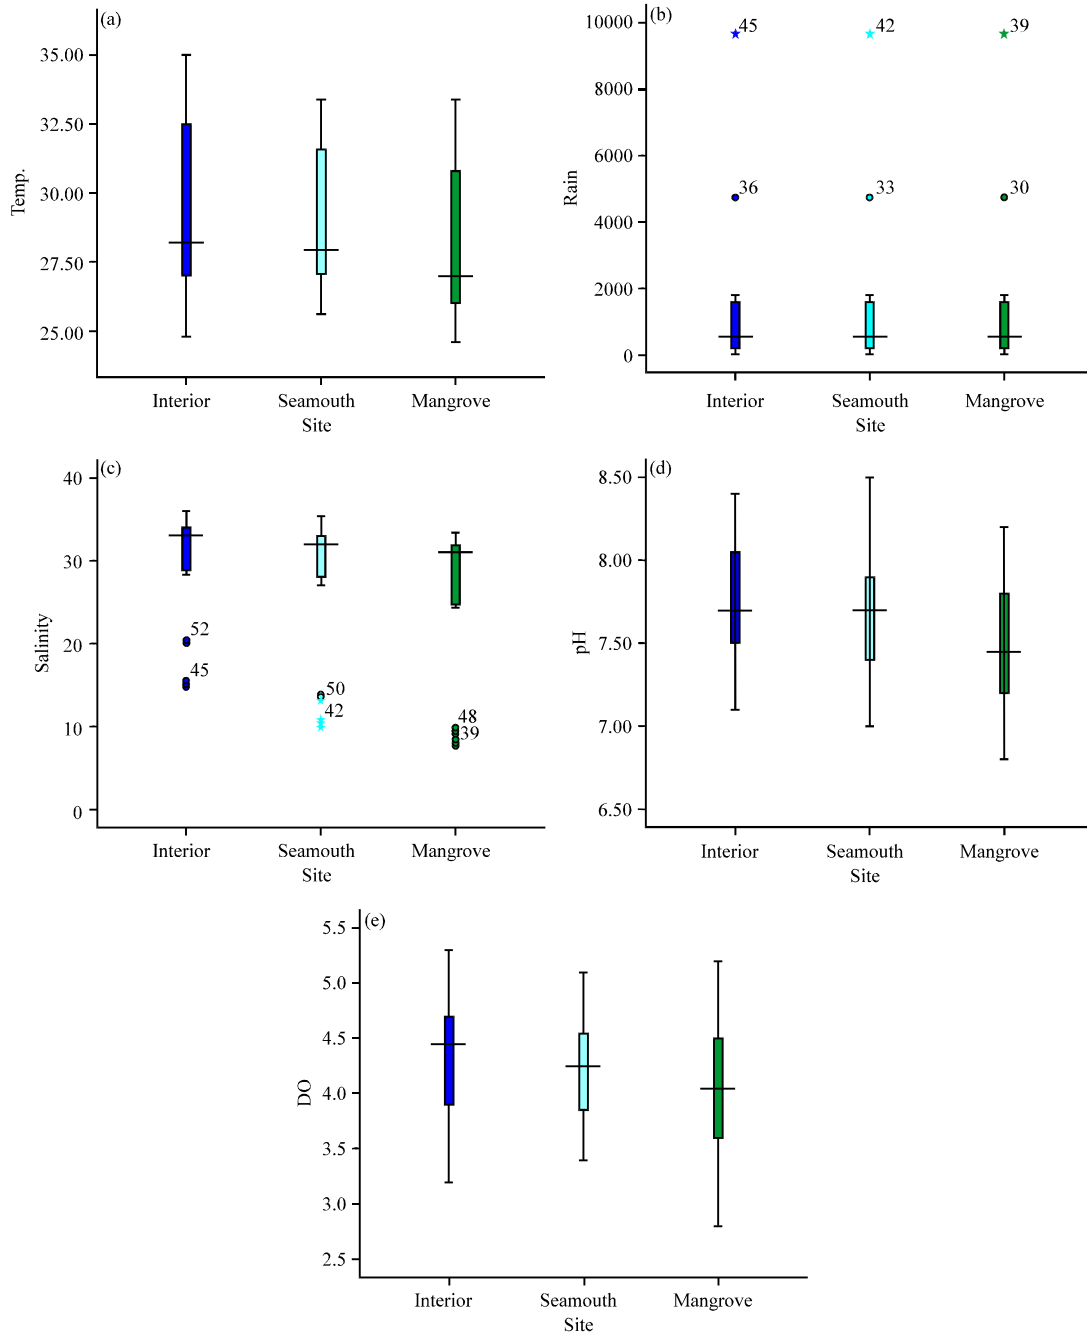 (a)
35.00
32.50
30.00
27.50
25.00
Temp.
Interior Seamouth Mangrove
Site
(b)
10000
8000
6000
4000
2000
0
Rain
45 42 39
36 33 30
Interior Seamouth Mangrove
Site
(c)
40
30
20
10
0
Salinity
52
45
50
42
48
39
Interior Seamouth Mangrove
Site
(d)
8.50
8.00
7.50
7.00
6.50
pH
Interior Seamouth Mangrove
Site
(e)
5.5
5.0
4.5
4.0
3.5
3.0
2.5
DO
Interior Seamouth Mangrove
Site